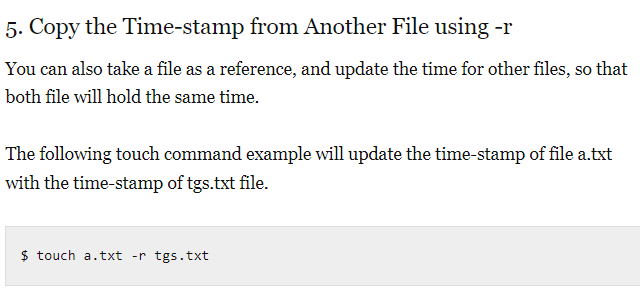 5. Copy the Time-stamp from Another File using -r
You can also take a file as a reference, and update the time for other files, so that
both file will hold the same time.
The following touch command example will update the time-stamp of file a.txt
with the time-stamp of tgs.txt file.
$ touch a.txt -r tgs.txt